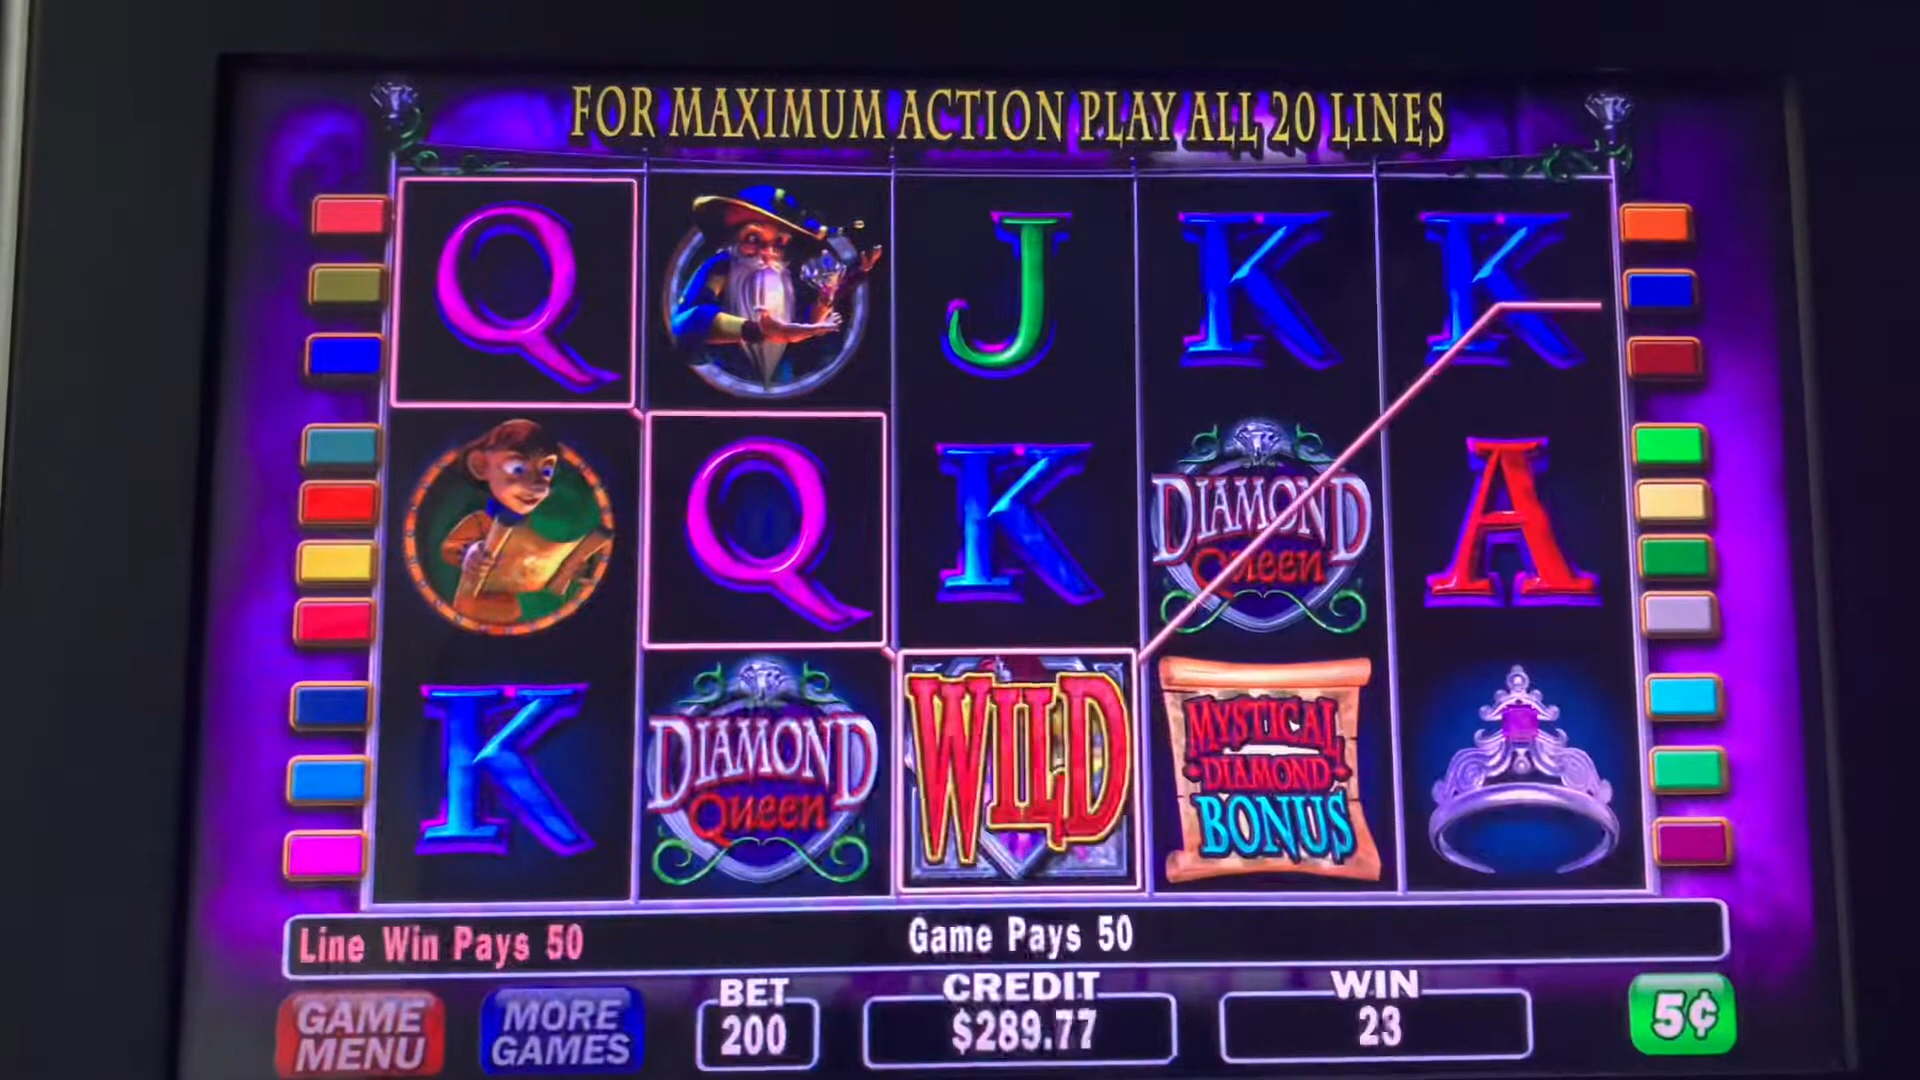 FOR MAXIMUM ACTION PLAY ALL 20 LINES
Q J K K
Q K DIAMOND Queen A
K DIAMOND Queen WILD MYSTICAL DIAMOND BONUS
Line Win Pays 50
Game Pays 50
GAME MENU
MORE GAMES
BET
200
CREDIT
$289.77
WIN
23
5¢